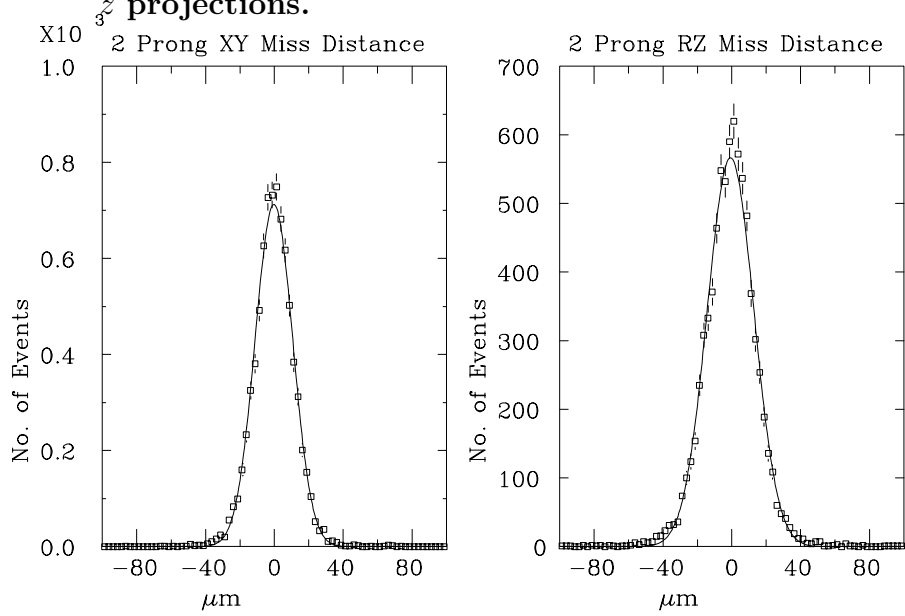 z projections.
X10 3
2 Prong XY Miss Distance
1.0
0.8
0.6
0.4
0.2
0.0
No. of Events
−80 −40 0 40 80
μm
2 Prong RZ Miss Distance
700
600
500
400
300
200
100
0
No. of Events
−80 −40 0 40 80
μm